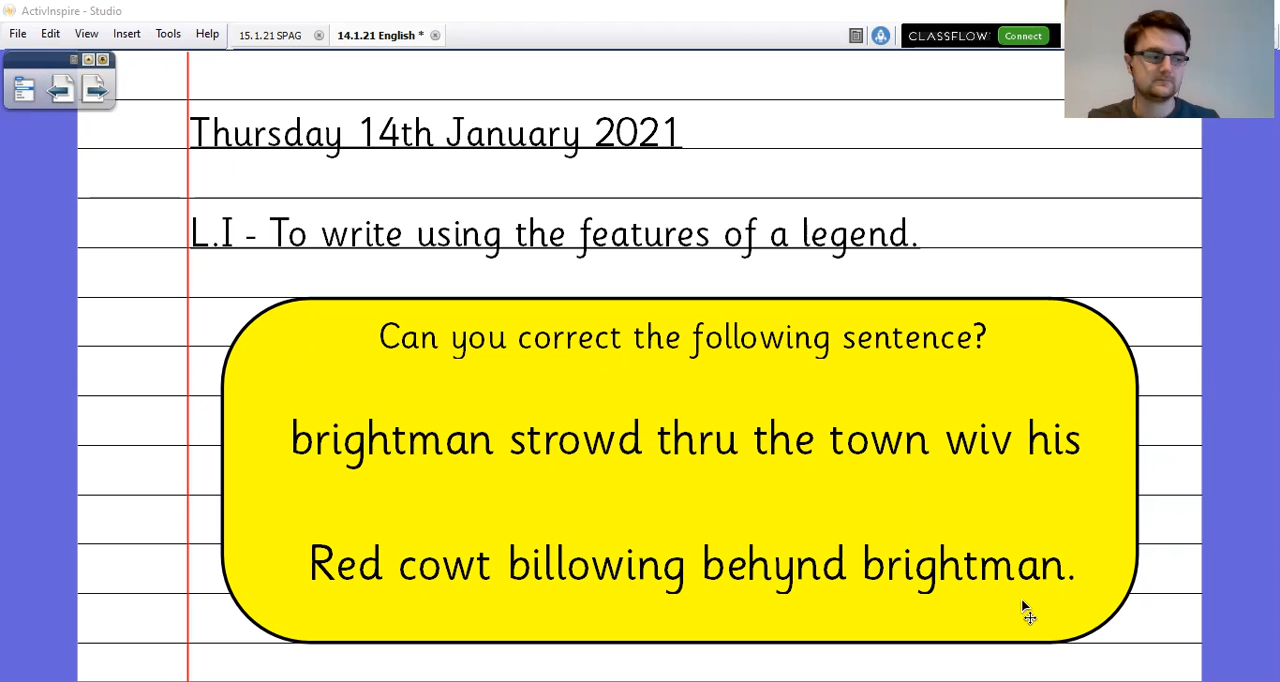 ActivInspire - Studio
File Edit View Insert Tools Help
15.1.21 SPAG 14.1.21 English *
CLASSFLOW Connect
Thursday 14th January 2021
L.I - To write using the features of a legend.
Can you correct the following sentence?
brightman strowd thru the town wiv his
Red cowt billowing behynd brightman.